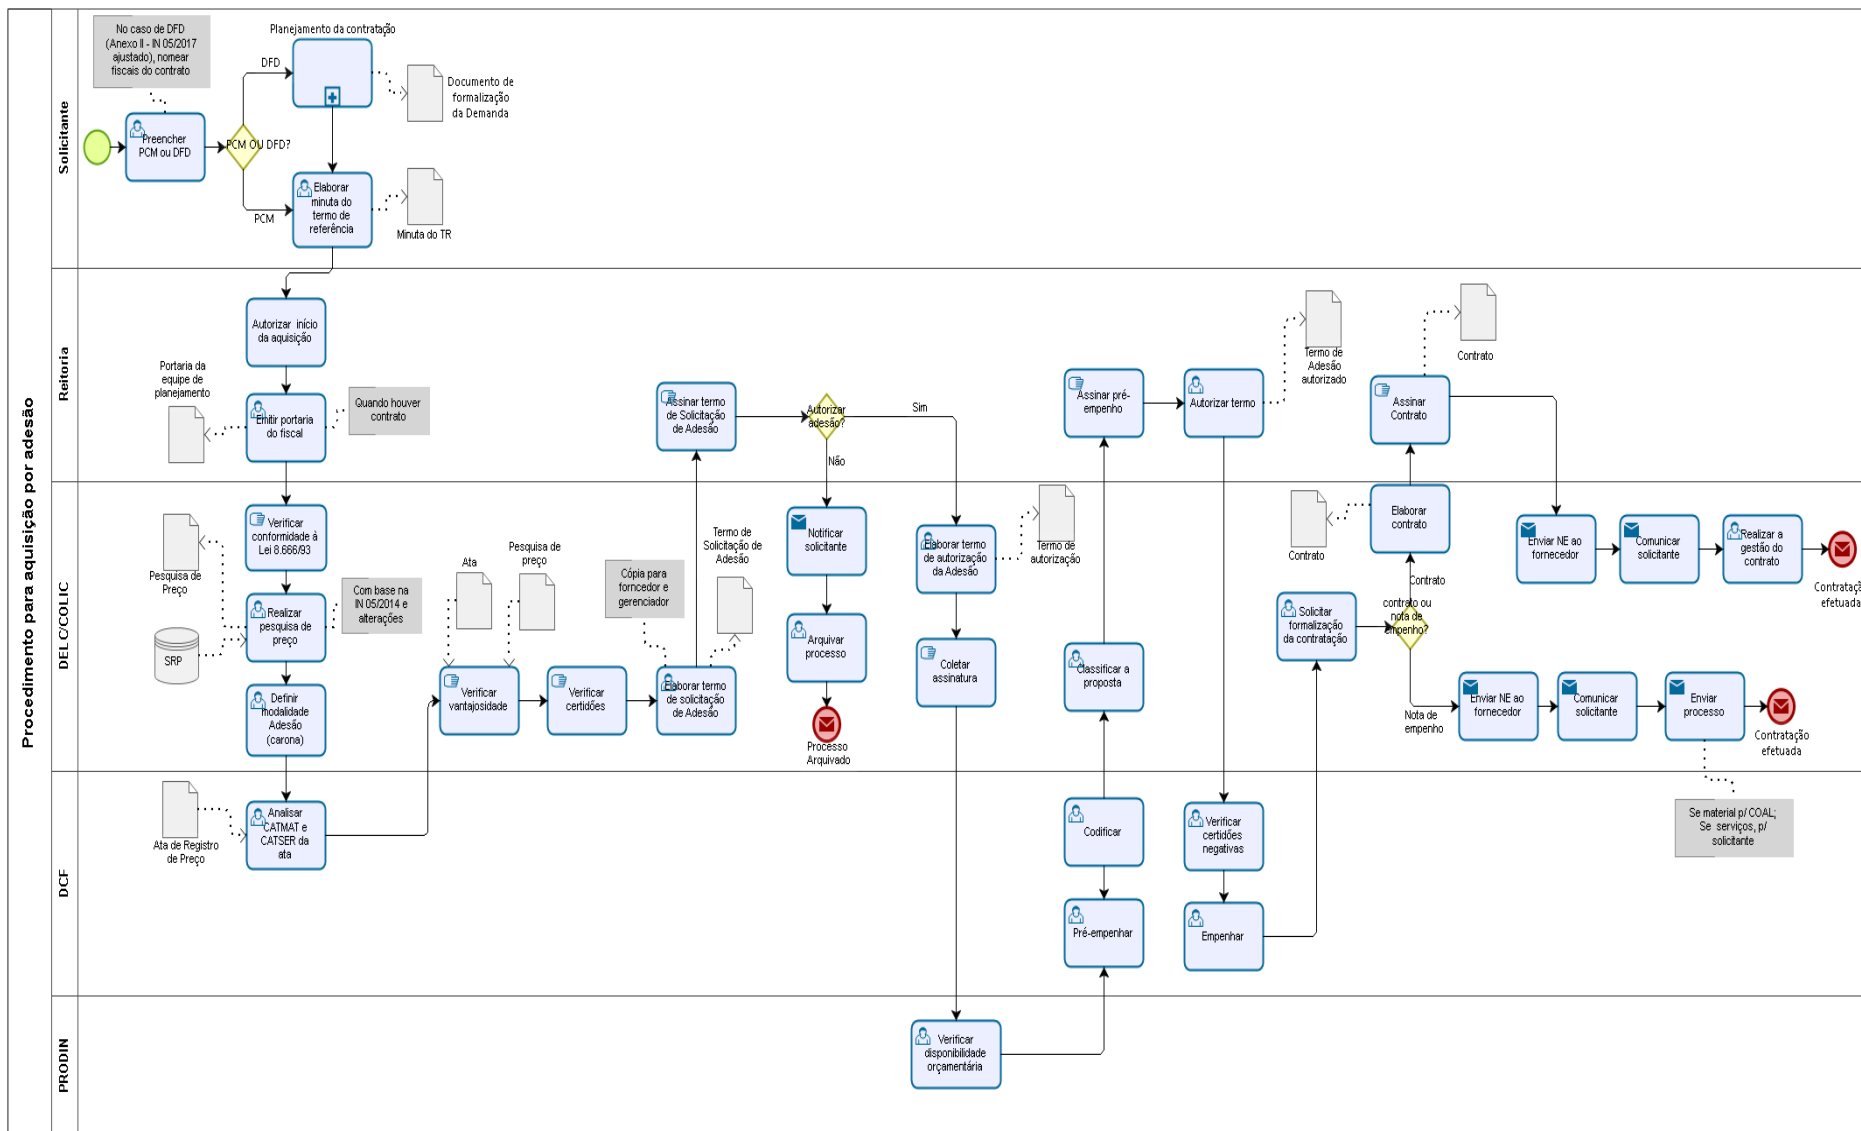 Procedimento para aquisição por adesão
Solicitante
No caso de DFD
(Anexo II - IN 05/2017
ajustado), nomear
fiscais do contrato
Preencher
PCM ou DFD
PCM OU DFD?
DFD
PCM
Planejamento da contratação
Documento de
formalização
da Demanda
Elaborar
minuta do
termo de
referência
Minuta do TR
Reitoria
Autorizar início
da aquisição
Portaria da
equipe de
planejamento
Emitir portaria
do fiscal
Quando houver
contrato
Assinar termo
de Solicitação
de Adesão
Autorizar
adesão?
Sim
Não
Assinar pré-
empenho
Autorizar termo
Termo de
Adesão
autorizado
Assinar
Contrato
Contrato
DEL C/COLIC
Verificar
conformidade à
Lei 8.666/93
Pesquisa de
Preço
SRP
Realizar
pesquisa de
preço
Com base na
IN 05/2014 e
alterações
Definir
modalidade
Adesão
(carona)
Ata
Pesquisa de
preço
Verificar
vantajosidade
Verificar
certidões
Cópia para
forncedor e
gerenciador
Termo de
Solicitação de
Adesão
Elaborar termo
de solicitação
de Adesão
Notificar
solicitante
Arquivar
processo
Processo
Arquivado
Elaborar termo
de autorização
da Adesão
Termo de
autorização
Coletar
assinatura
Classificar a
proposta
Solicitar
formalização
da contratação
contrato ou
nota de
empenho?
Contrato
Nota de
empenho
Elaborar
contrato
Contrato
Enviar NE ao
fornecedor
Comunicar
solicitante
Realizar a
gestão do
contrato
Contrataçã
efetuada
Enviar NE ao
fornecedor
Comunicar
solicitante
Enviar
processo
Contratação
efetuada
DCF
Ata de Registro
de Preço
Analisar
CATMAT e
CATSER da
ata
Codificar
Pré-empenhar
Verificar
certidões
negativas
Empenhar
Se material p/ COAL;
Se serviços, p/
solicitante
PRODIN
Verificar
disponibilidade
orçamentária